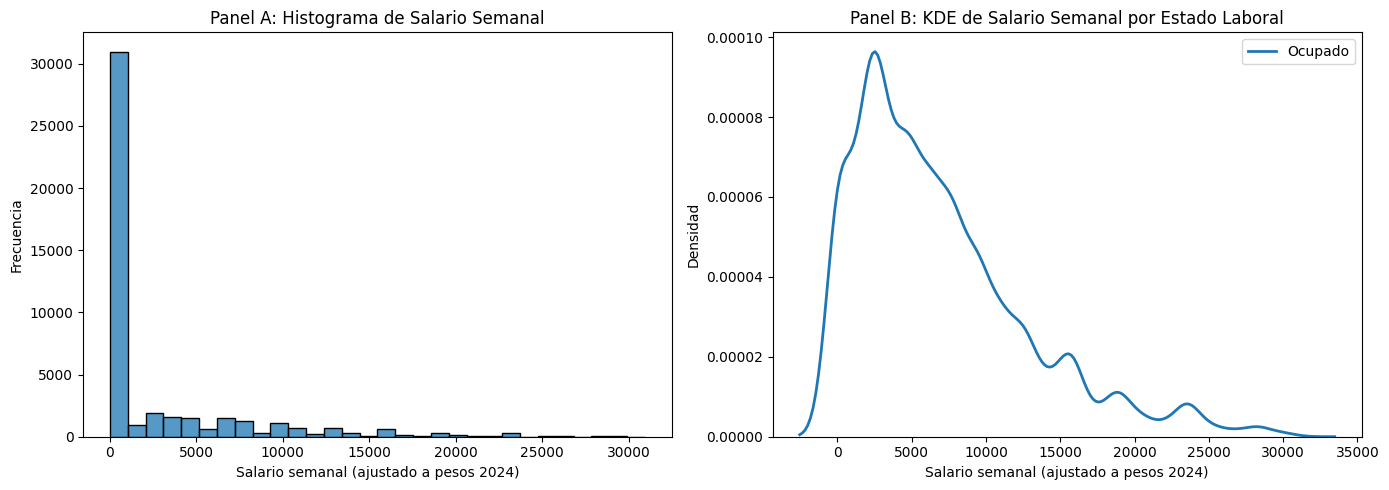 Panel A: Histograma de Salario Semanal
Frecuencia
30000
25000
20000
15000
10000
5000
0
0 5000 10000 15000 20000 25000 30000
Salario semanal (ajustado a pesos 2024)
Panel B: KDE de Salario Semanal por Estado Laboral
Ocupado
Densidad
0.00010
0.00008
0.00006
0.00004
0.00002
0.00000
0 5000 10000 15000 20000 25000 30000 35000
Salario semanal (ajustado a pesos 2024)